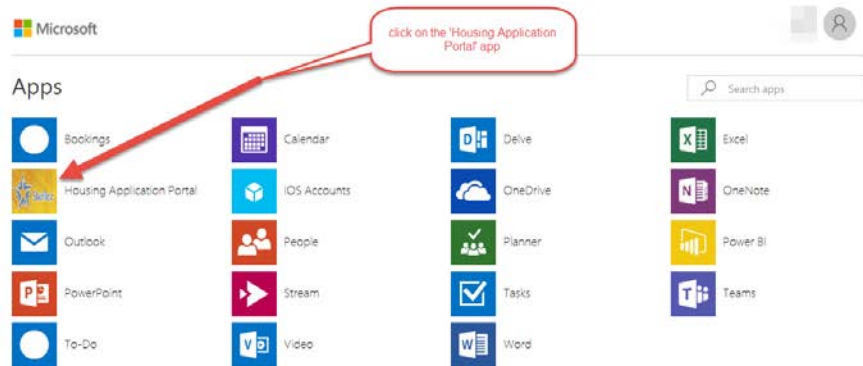 Microsoft
click on the 'Housing Application
Portal' app
Apps
Search apps
Bookings
Calendar
Delve
Excel
Housing Application Portal
iOS Accounts
OneDrive
OneNote
Outlook
People
Planner
Power BI
PowerPoint
Stream
Tasks
Teams
To-Do
Video
Word